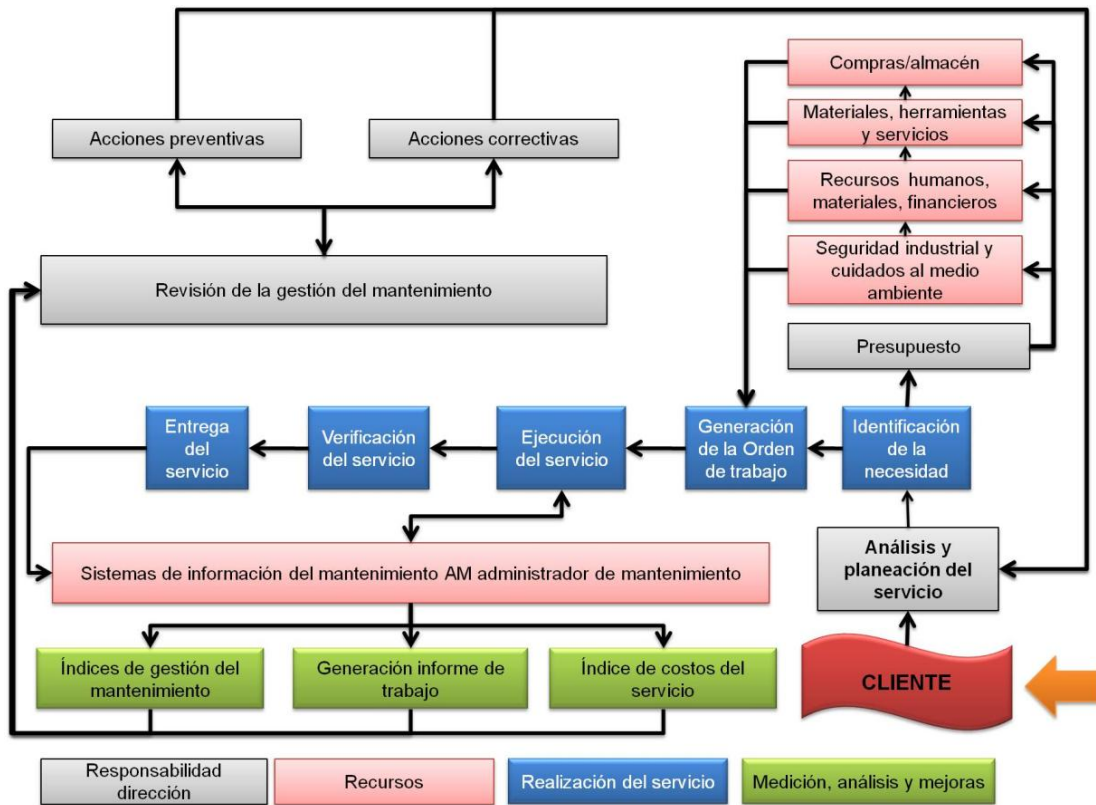 Compras/almacén
Materiales, herramientas
y servicios
Acciones preventivas
Acciones correctivas
Recursos humanos,
materiales, financieros
Seguridad industrial y
cuidados al medio
ambiente
Revisión de la gestión del mantenimiento
Presupuesto
Entrega
del
servicio
Verificación
del servicio
Ejecución
del servicio
Generación
de la Orden
de trabajo
Identificación
de la
necesidad
Análisis y
planeación del
servicio
Sistemas de información del mantenimiento AM administrador de mantenimiento
Índices de gestión del
mantenimiento
Generación informe de
trabajo
Índice de costos del
servicio
CLIENTE
Responsabilidad
dirección
Recursos
Realización del servicio
Medición, análisis y mejoras